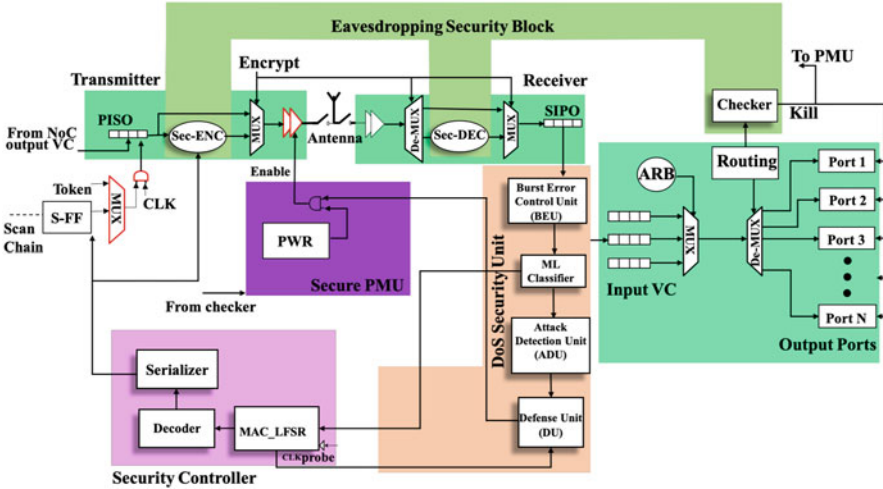 Eavesdropping Security Block
To PMU
Transmitter
Encrypt
Receiver
Kill
Checker
PISO
SIPO
From NoC
output VC
Sec-ENC
MUX
Antenna
De-MUX
Sec-DEC
MUX
Enable
Routing
ARB
Port 1
Port 2
Port 3
Port N
Token
CLK
MUX
S-FF
Scan
Chain
PWR
Secure PMU
From checker
Burst Error
Control Unit
(BEU)
ML
Classifier
Attack
Detection Unit
(ADU)
Defense Unit
(DU)
DoS Security Unit
MUX
De-MUX
Input VC
Output Ports
Serializer
Decoder
MAC_LFSR
CLKprobe
Security Controller